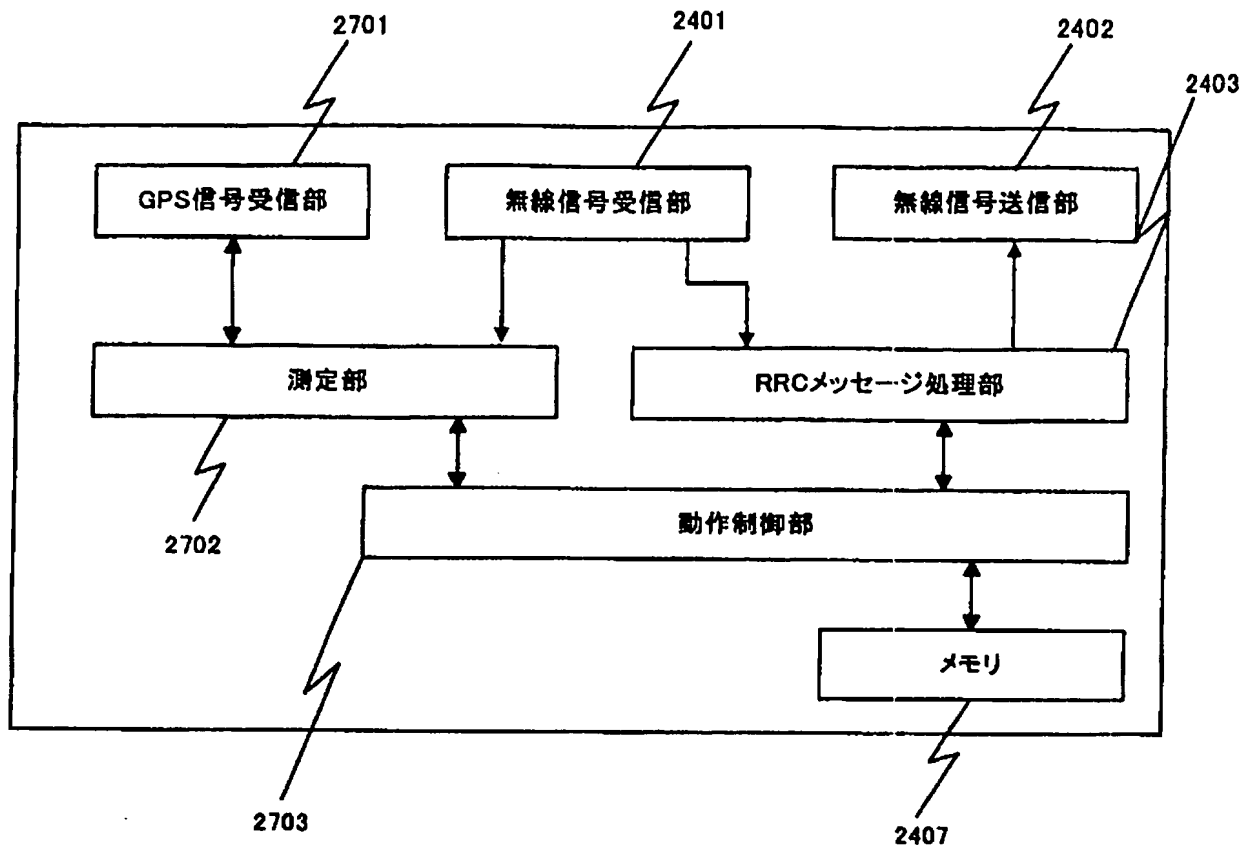 2701
2401
2402
2403
GPS信号受信部
無線信号受信部
無線信号送信部
測定部
RRCメッセージ処理部
2702
動作制御部
メモリ
2703
2407